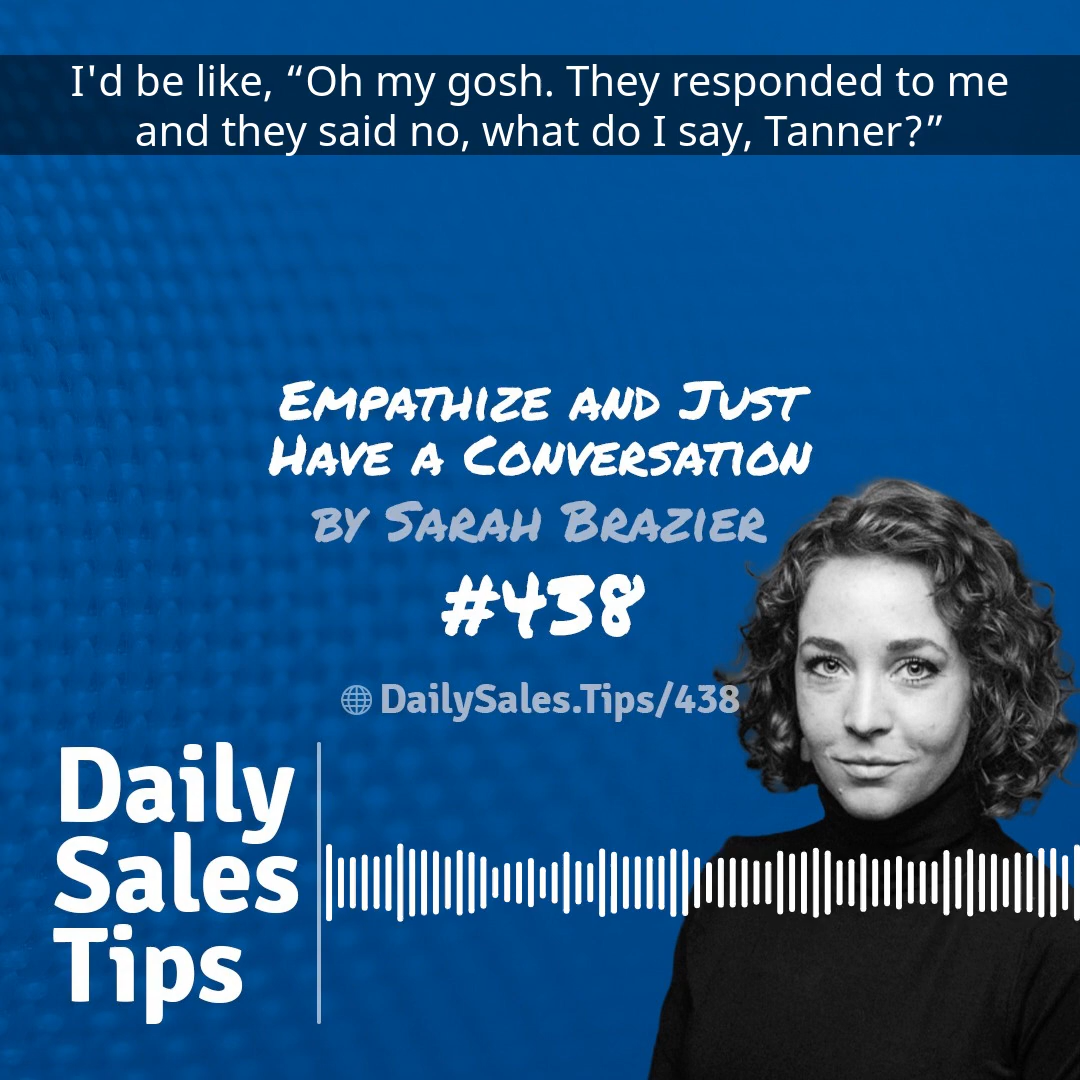 I'd be like, “Oh my gosh. They responded to me
and they said no, what do I say, Tanner?”
Empathize and Just
Have a Conversation
by Sarah Brazier
#438
DailySales.Tips/438
Daily
Sales
Tips